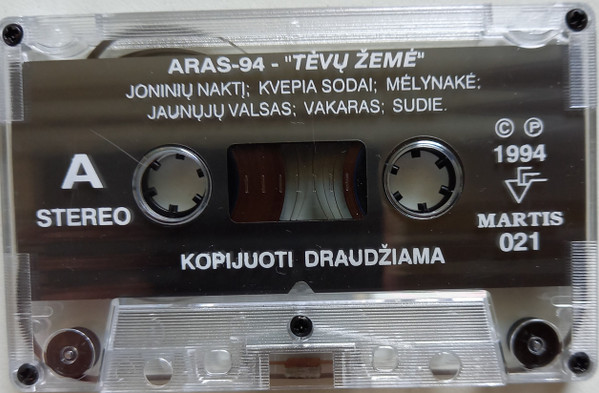 ARAS-94 - "TĖVŲ ŽEMĖ"
JONINIŲ NAKTĮ; KVEPIA SODAI; MĖLYNAKĖ;
JAUNŲJŲ VALSAS; VAKARAS; SUDIE.
A
STEREO
© ℗
1994
MARTIS
021
KOPIJUOTI DRAUDŽIAMA